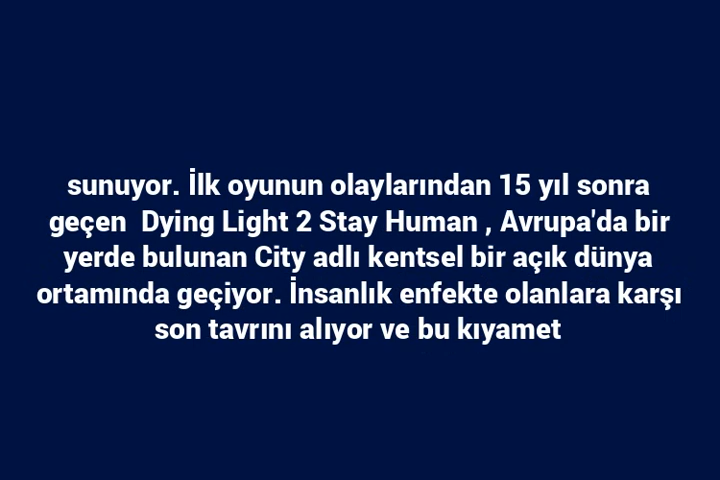 sunuyor. İlk oyunun olaylarından 15 yıl sonra
geçen  Dying Light 2 Stay Human , Avrupa'da bir
yerde bulunan City adlı kentsel bir açık dünya
ortamında geçiyor. İnsanlık enfekte olanlara karşı
son tavrını alıyor ve bu kıyamet